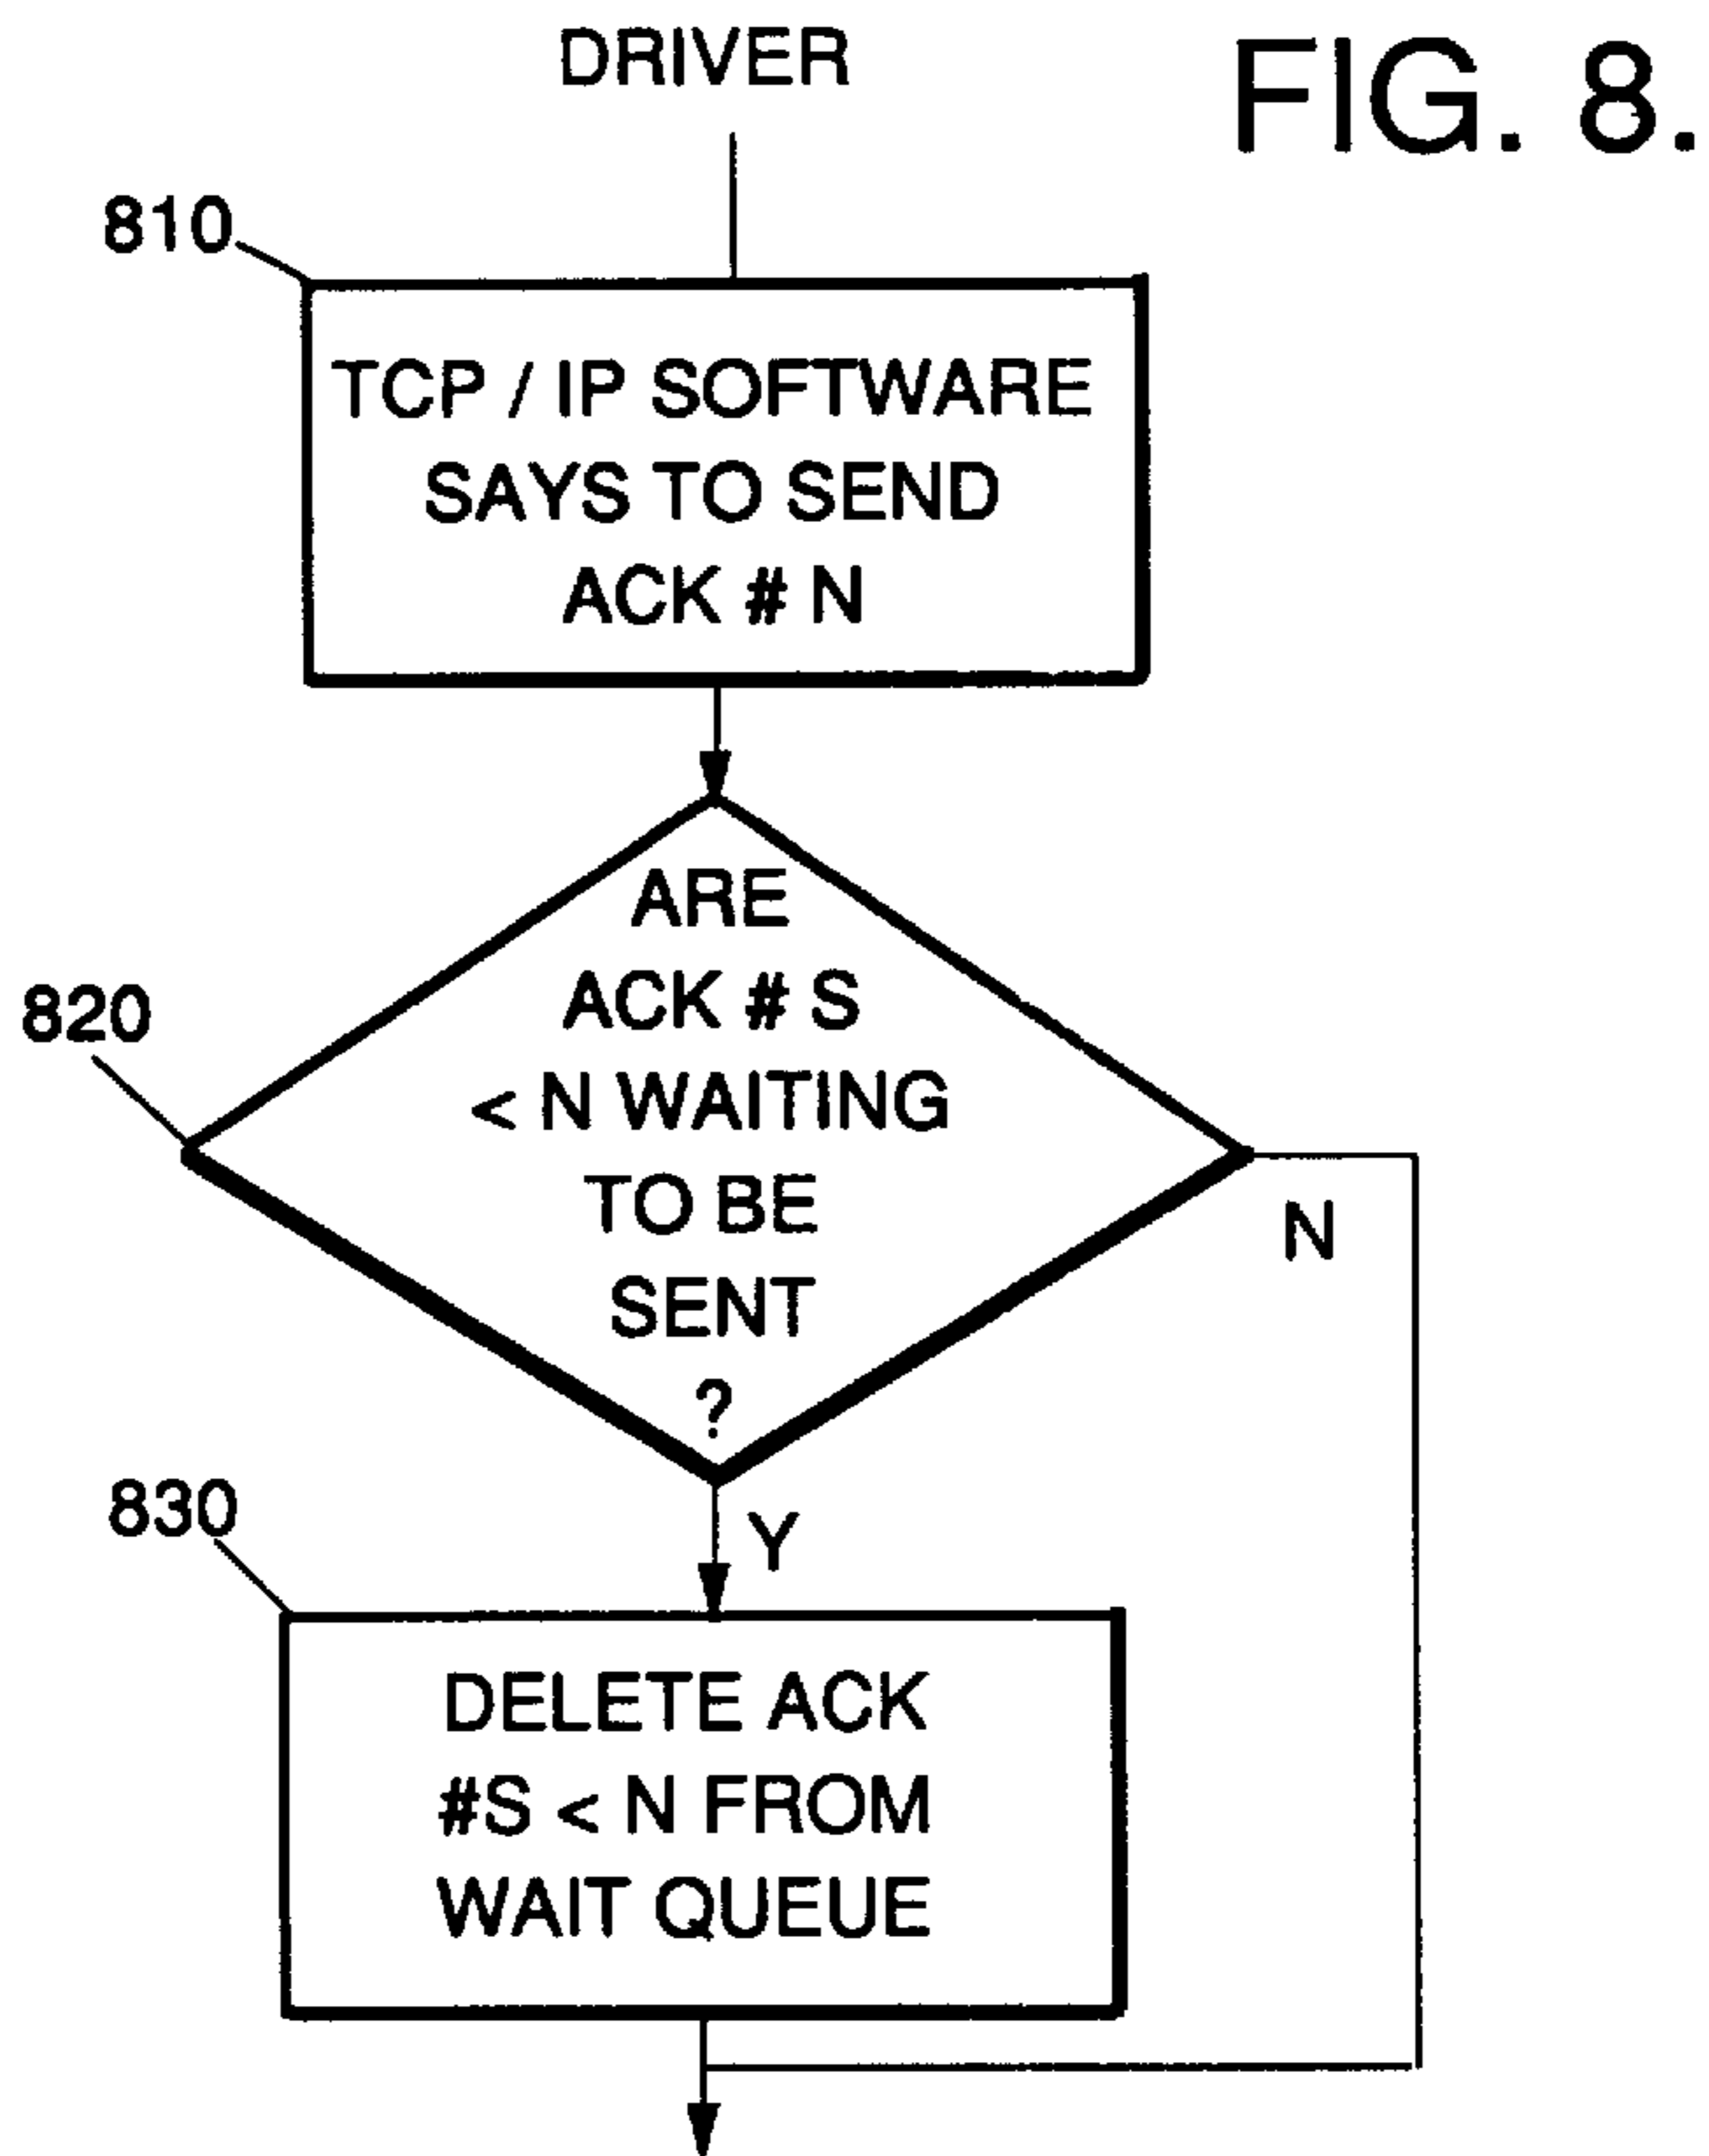 DRIVER
FIG. 8.
810
TCP / IP SOFTWARE
SAYS TO SEND
ACK # N
ARE
ACK # S
< N WAITING
TO BE
SENT
?
820
N
Y
830
DELETE ACK
#S < N FROM
WAIT QUEUE